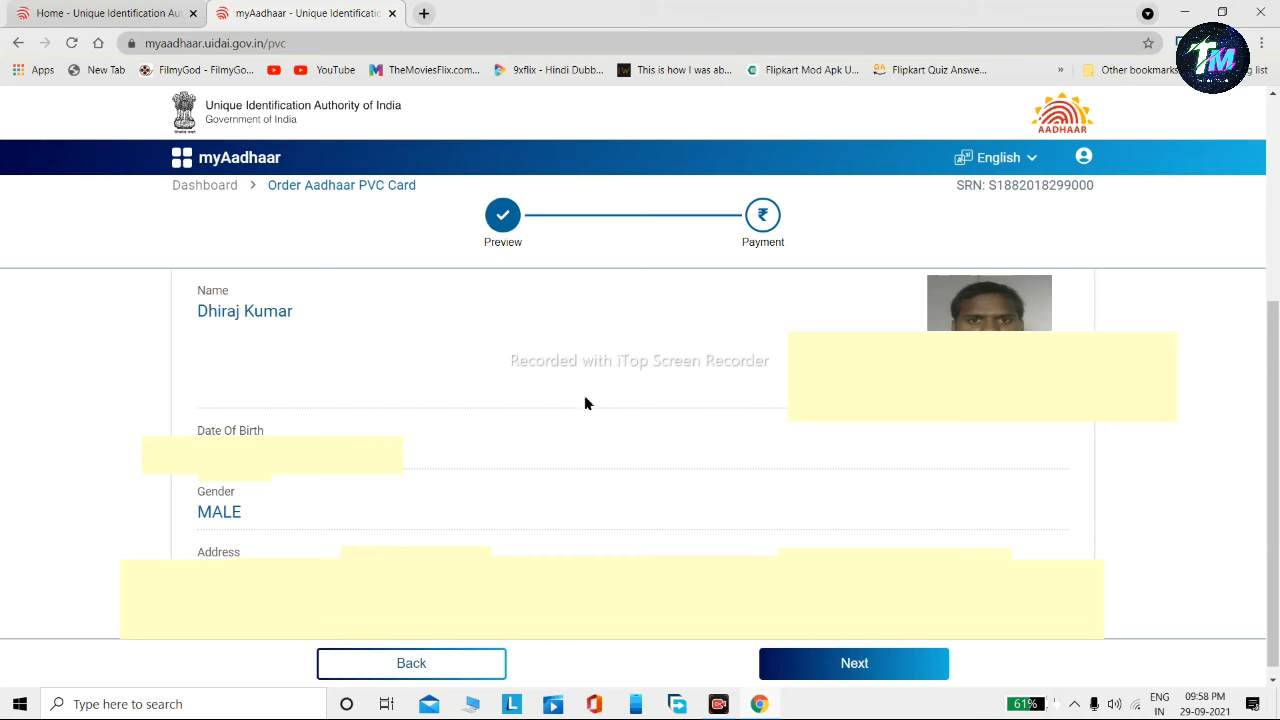 Home - Unique Identification Aut
myAadhaar - Unique Identificatio
myaadhaar.uidai.gov.in/pvc
Apps
New Tab
FilmyGod - FilmyG...
YouTube
TheMoviesFlix.com...
Extraflix - Hindi Dubb...
This is how I was ab...
Flipkart Mod Apk U...
Flipkart Quiz Answe...
»
Other bookmarks
TM
Unique Identification Authority of India
Government of India
AADHAAR
myAadhaar
English
Dashboard > Order Aadhaar PVC Card
SRN: S1882018299000
₹
Preview
Payment
Name
Dhiraj Kumar
Recorded with iTop Screen Recorder
Date Of Birth
Gender
MALE
Address
Back
Next
Type here to search
61%
ENG
IN
09:58 PM
29-09-2021